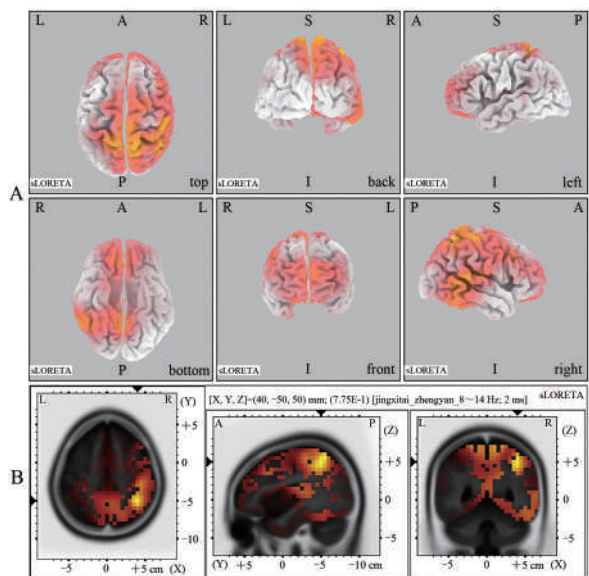 L A R
sLORETA P top
L S R
sLORETA I back
A S P
sLORETA I left
A
R A L
sLORETA P bottom
R S L
sLORETA I front
P S A
sLORETA I right
B
[X, Y, Z]=(40, −50, 50) mm; (7.75E-1) [jingxitai_zhengyan_8~14 Hz; 2 ms] sLORETA
L R (Y)
+5
0
−5
−10
−5 0 +5 cm (X)
A P (Z)
+5
0
−5
(Y) +5 0 −5 −10 cm
L R (Z)
+5
0
−5
−5 0 +5 cm (X)